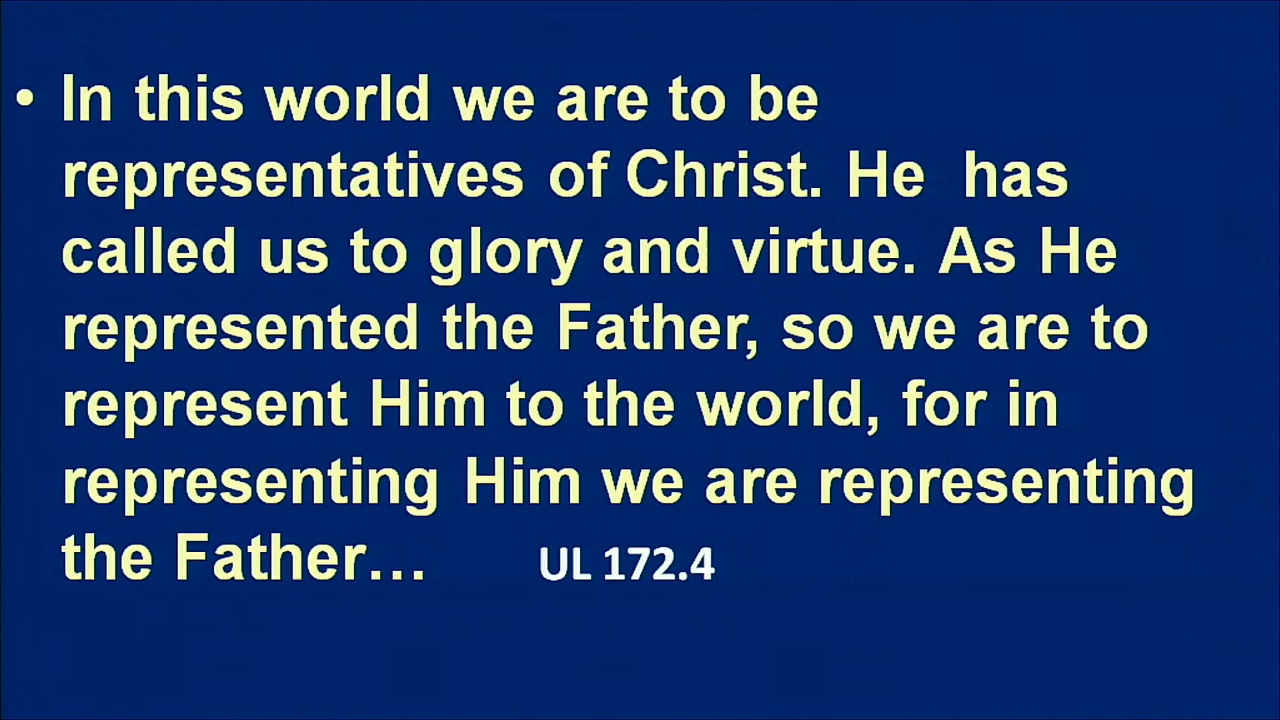 • In this world we are to be
representatives of Christ. He  has
called us to glory and virtue. As He
represented the Father, so we are to
represent Him to the world, for in
representing Him we are representing
the Father… UL 172.4